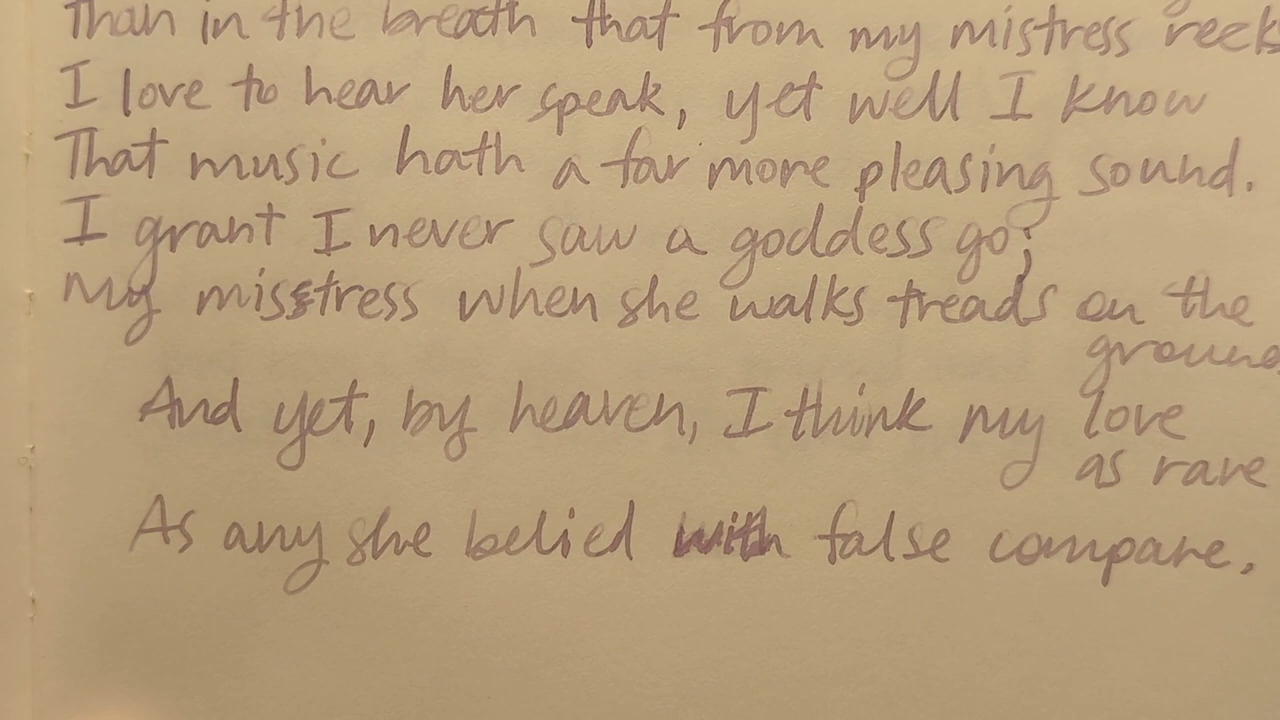 Than in the breath that from my mistress reeks
I love to hear her speak, yet well I know
That music hath a far more pleasing sound.
I grant I never saw a goddess go;
My misstress when she walks treads on the
ground
And yet, by heaven, I think my love
as rare
As any she belied with false compare.